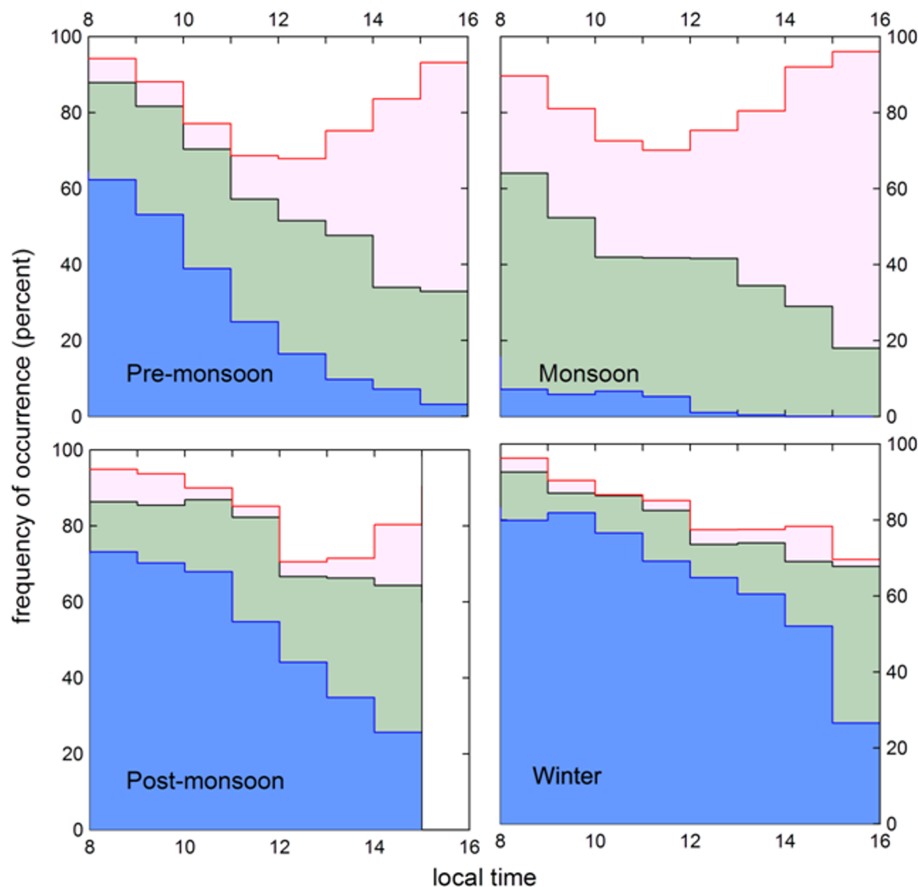 8 10 12 14 16 8 10 12 14 16
100 100
80 80
60 60
40 40
20 20
0 0
Pre-monsoon Monsoon
frequency of occurrence (percent)
100 100
80 80
60 60
40 40
20 20
0 0
Post-monsoon Winter
8 10 12 14 16 8 10 12 14 16
local time